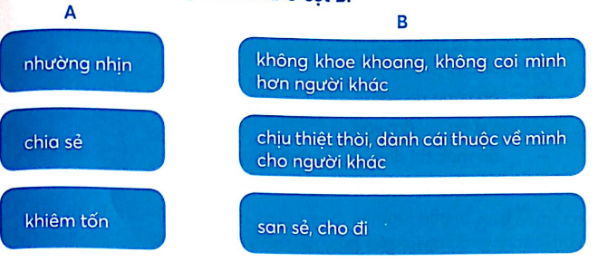 A
B
nhường nhịn
không khoe khoang, không coi mình
hơn người khác
chia sẻ
chịu thiệt thòi, dành cái thuộc về mình
cho người khác
khiêm tốn
san sẻ, cho đi